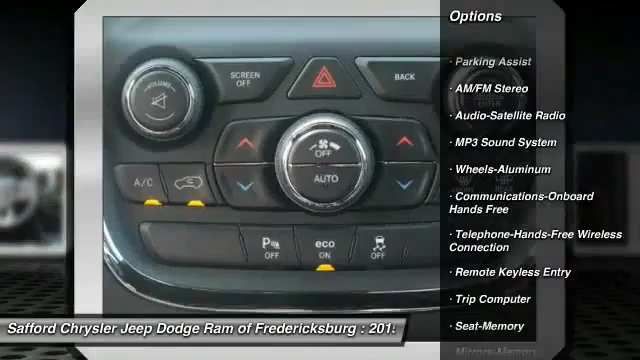 Options
· Parking Assist
· AM/FM Stereo
· Audio-Satellite Radio
· MP3 Sound System
· Wheels-Aluminum
· Communications-Onboard
Hands Free
· Telephone-Hands-Free Wireless
Connection
· Remote Keyless Entry
· Trip Computer
· Seat-Memory
VOLUME
SCREEN
OFF
BACK
OFF
AUTO
A/C
P
OFF
eco
ON
OFF
Safford Chrysler Jeep Dodge Ram of Fredericksburg : 201